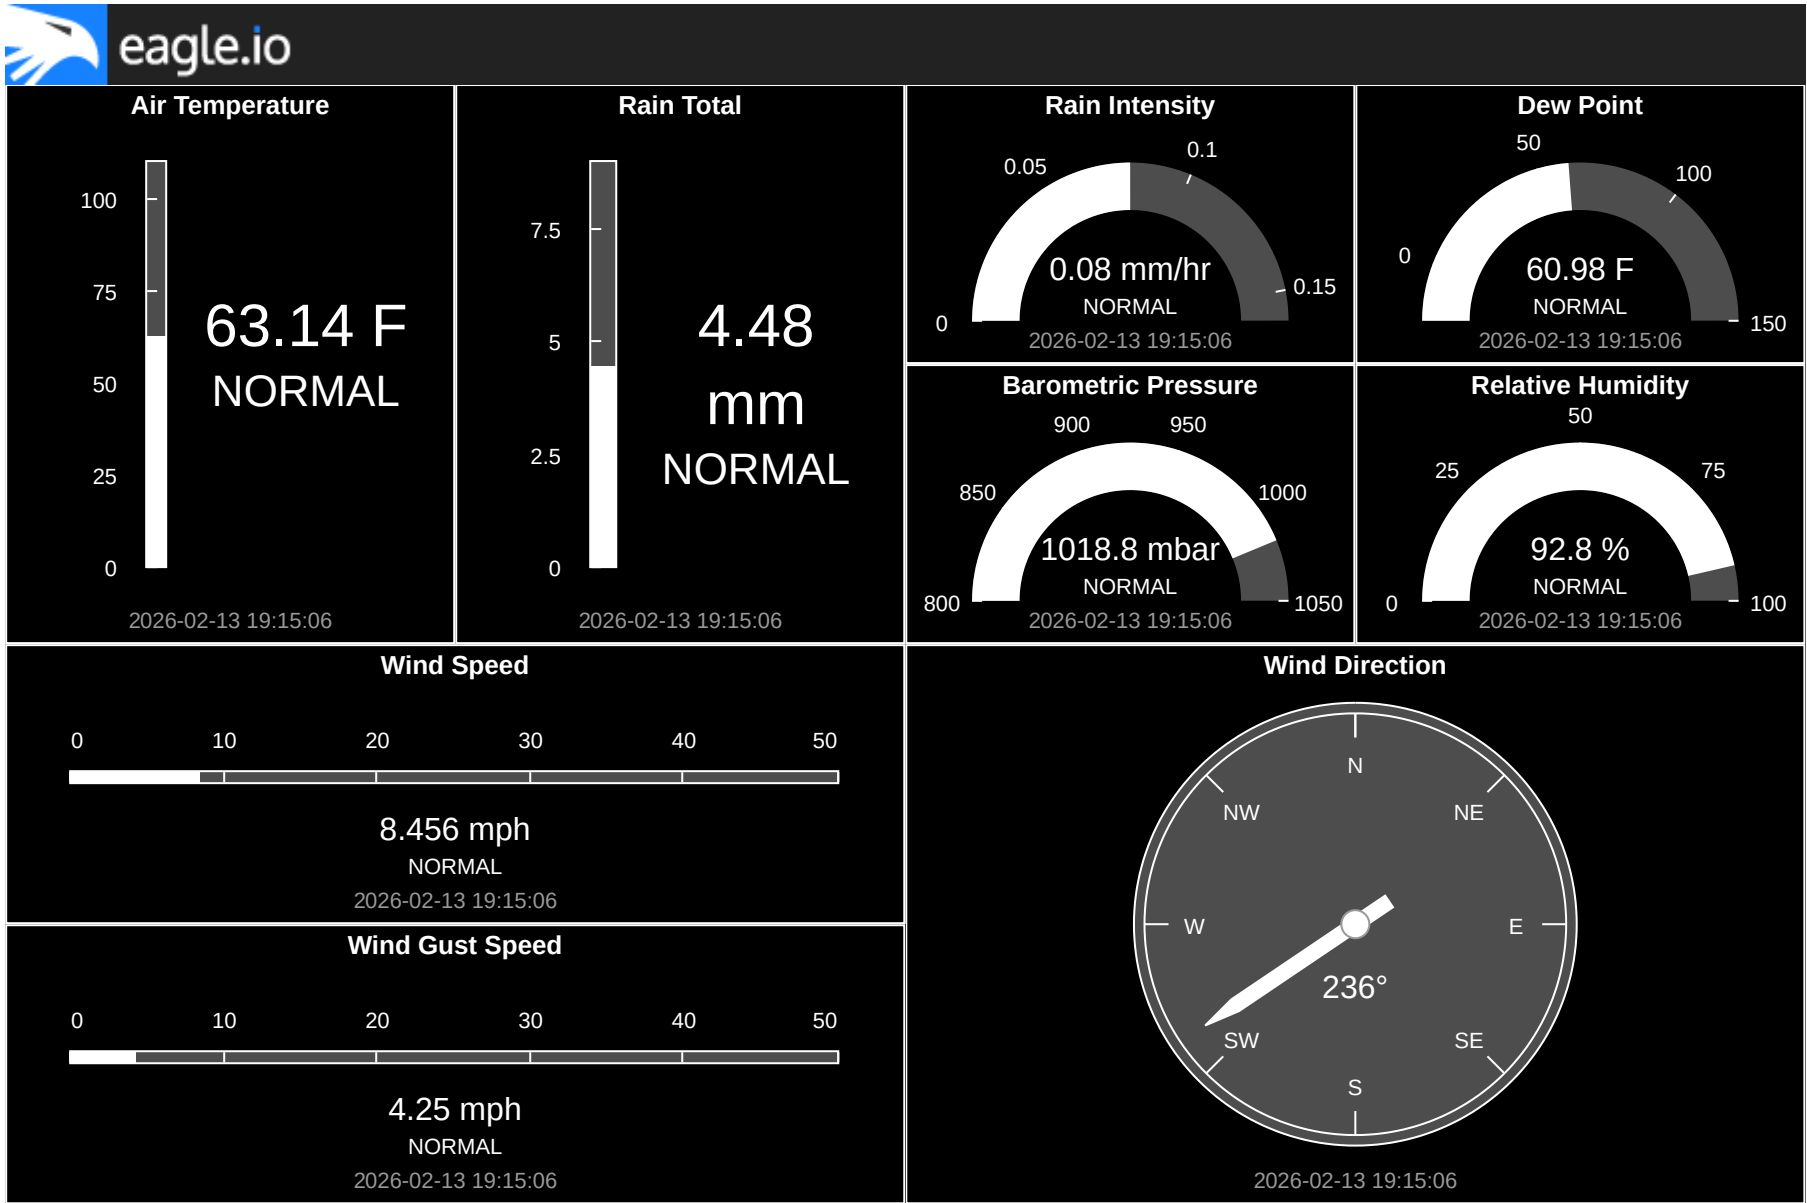 eagle.io
Air Temperature
100
75
50
25
0
63.14 F
NORMAL
2026-02-13 19:15:06
Rain Total
7.5
5
2.5
0
4.48
mm
NORMAL
2026-02-13 19:15:06
Rain Intensity
0
0.05
0.1
0.15
0.08 mm/hr
NORMAL
2026-02-13 19:15:06
Dew Point
0
50
100
150
60.98 F
NORMAL
2026-02-13 19:15:06
Barometric Pressure
800
850
900
950
1000
1050
1018.8 mbar
NORMAL
2026-02-13 19:15:06
Relative Humidity
0
25
50
75
100
92.8 %
NORMAL
2026-02-13 19:15:06
Wind Speed
0 10 20 30 40 50
8.456 mph
NORMAL
2026-02-13 19:15:06
Wind Gust Speed
0 10 20 30 40 50
4.25 mph
NORMAL
2026-02-13 19:15:06
Wind Direction
N
NW NE
W E
236°
SW SE
S
2026-02-13 19:15:06